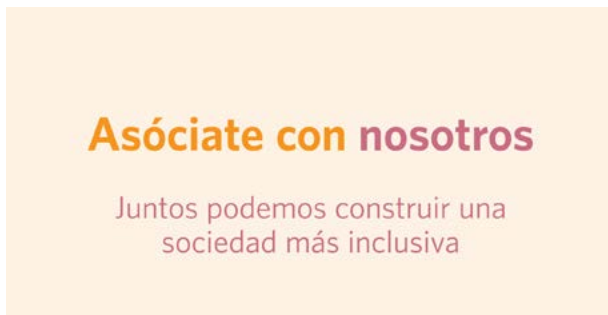 Asóciate con nosotros
Juntos podemos construir una
sociedad más inclusiva